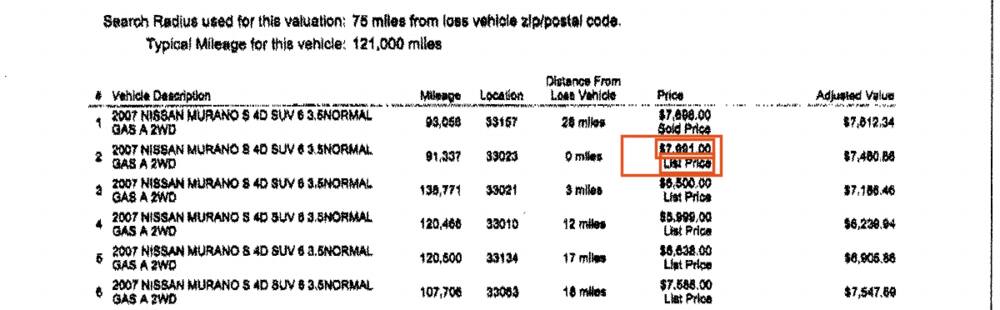 Search Radius used for this valuation: 75 miles from loss vehicle zip/postal code.
Typical Mileage for this vehicle: 121,000 miles
Distance From
# Vehicle Description Mileage Location Loss Vehicle Price Adjusted Value
1 2007 NISSAN MURANO S 4D SUV 6 3.5NORMAL 93,056 33157 28 miles $7,698.00 $7,612.34
GAS A 2WD Sold Price
2 2007 NISSAN MURANO S 4D SUV 6 3.5NORMAL 91,337 33023 0 miles $7,991.00 $7,480.86
GAS A 2WD List Price
3 2007 NISSAN MURANO S 4D SUV 6 3.5NORMAL 138,771 33021 3 miles $6,500.00 $7,186.46
GAS A 2WD List Price
4 2007 NISSAN MURANO S 4D SUV 6 3.5NORMAL 120,466 33010 12 miles $5,999.00 $6,239.94
GAS A 2WD List Price
5 2007 NISSAN MURANO S 4D SUV 6 3.5NORMAL 120,500 33134 17 miles $6,638.00 $6,905.86
GAS A 2WD List Price
6 2007 NISSAN MURANO S 4D SUV 6 3.5NORMAL 107,706 33063 18 miles $7,588.00 $7,547.69
GAS A 2WD List Price